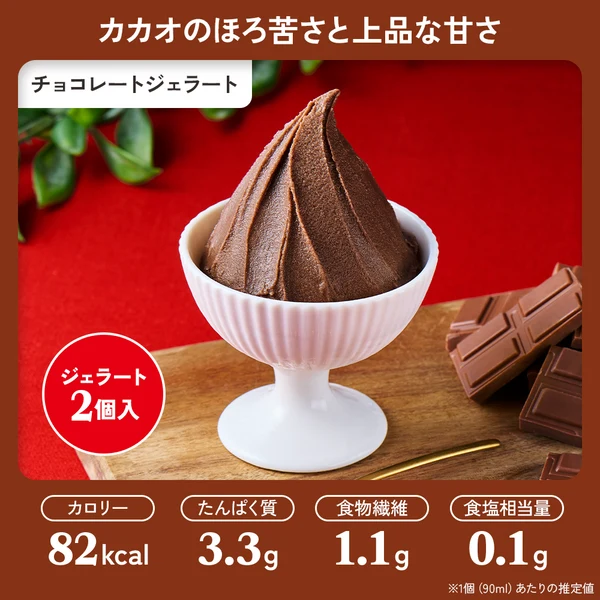 カカオのほろ苦さと上品な甘さ
チョコレートジェラート
ジェラート
2個入
カロリー
たんぱく質
食物繊維
食塩相当量
82kcal
3.3g
1.1g
0.1g
※1個（90ml）あたりの推定値